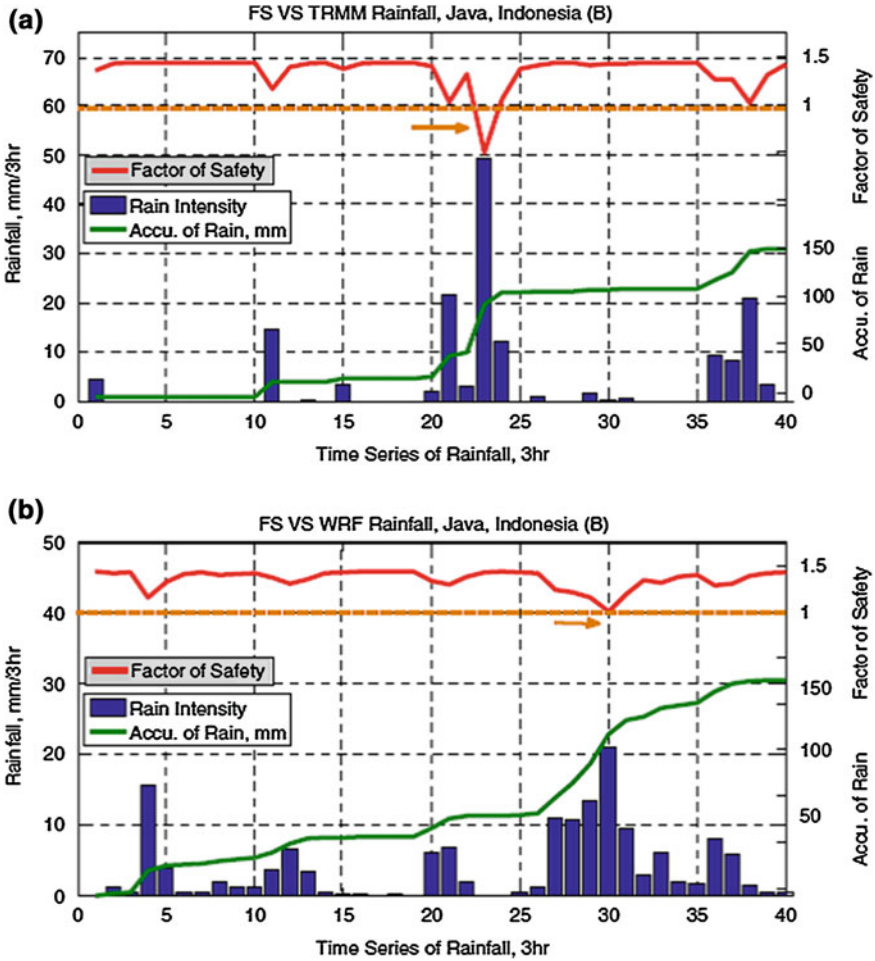 (a)
FS VS TRMM Rainfall, Java, Indonesia (B)
Rainfall, mm/3hr
70
60
50
40
30
20
10
0
Factor of Safety
Rain Intensity
Accu. of Rain, mm
1.5
1
Factor of Safety
150
100
50
0
Accu. of Rain
0 5 10 15 20 25 30 35 40
Time Series of Rainfall, 3hr
(b)
FS VS WRF Rainfall, Java, Indonesia (B)
Rainfall, mm/3hr
50
40
30
20
10
0
Factor of Safety
Rain Intensity
Accu. of Rain, mm
1.5
1
Factor of Safety
150
100
50
Accu. of Rain
0 5 10 15 20 25 30 35 40
Time Series of Rainfall, 3hr